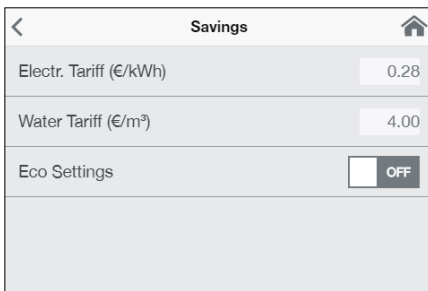 Savings
Electr. Tariff (€/kWh) 0.28
Water Tariff (€/m³) 4.00
Eco Settings OFF